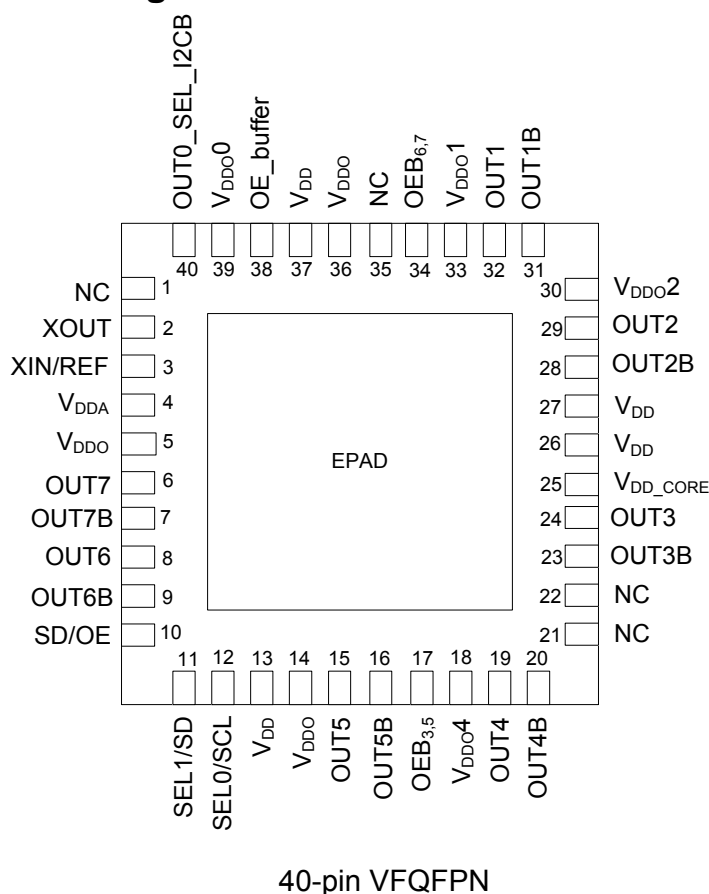 OUT0_SEL_I2CB
VDDO0
OE_buffer
VDD
VDDO
NC
OEB6,7
VDDO1
OUT1
OUT1B
40 39 38 37 36 35 34 33 32 31
NC 1
XOUT 2
XIN/REF 3
VDDA 4
VDDO 5
OUT7 6
OUT7B 7
OUT6 8
OUT6B 9
SD/OE 10
EPAD
30 VDDO2
29 OUT2
28 OUT2B
27 VDD
26 VDD
25 VDD_CORE
24 OUT3
23 OUT3B
22 NC
21 NC
11 12 13 14 15 16 17 18 19 20
SEL1/SD
SEL0/SCL
VDD
VDDO
OUT5
OUT5B
OEB3,5
VDDO4
OUT4
OUT4B
40-pin VFQFPN